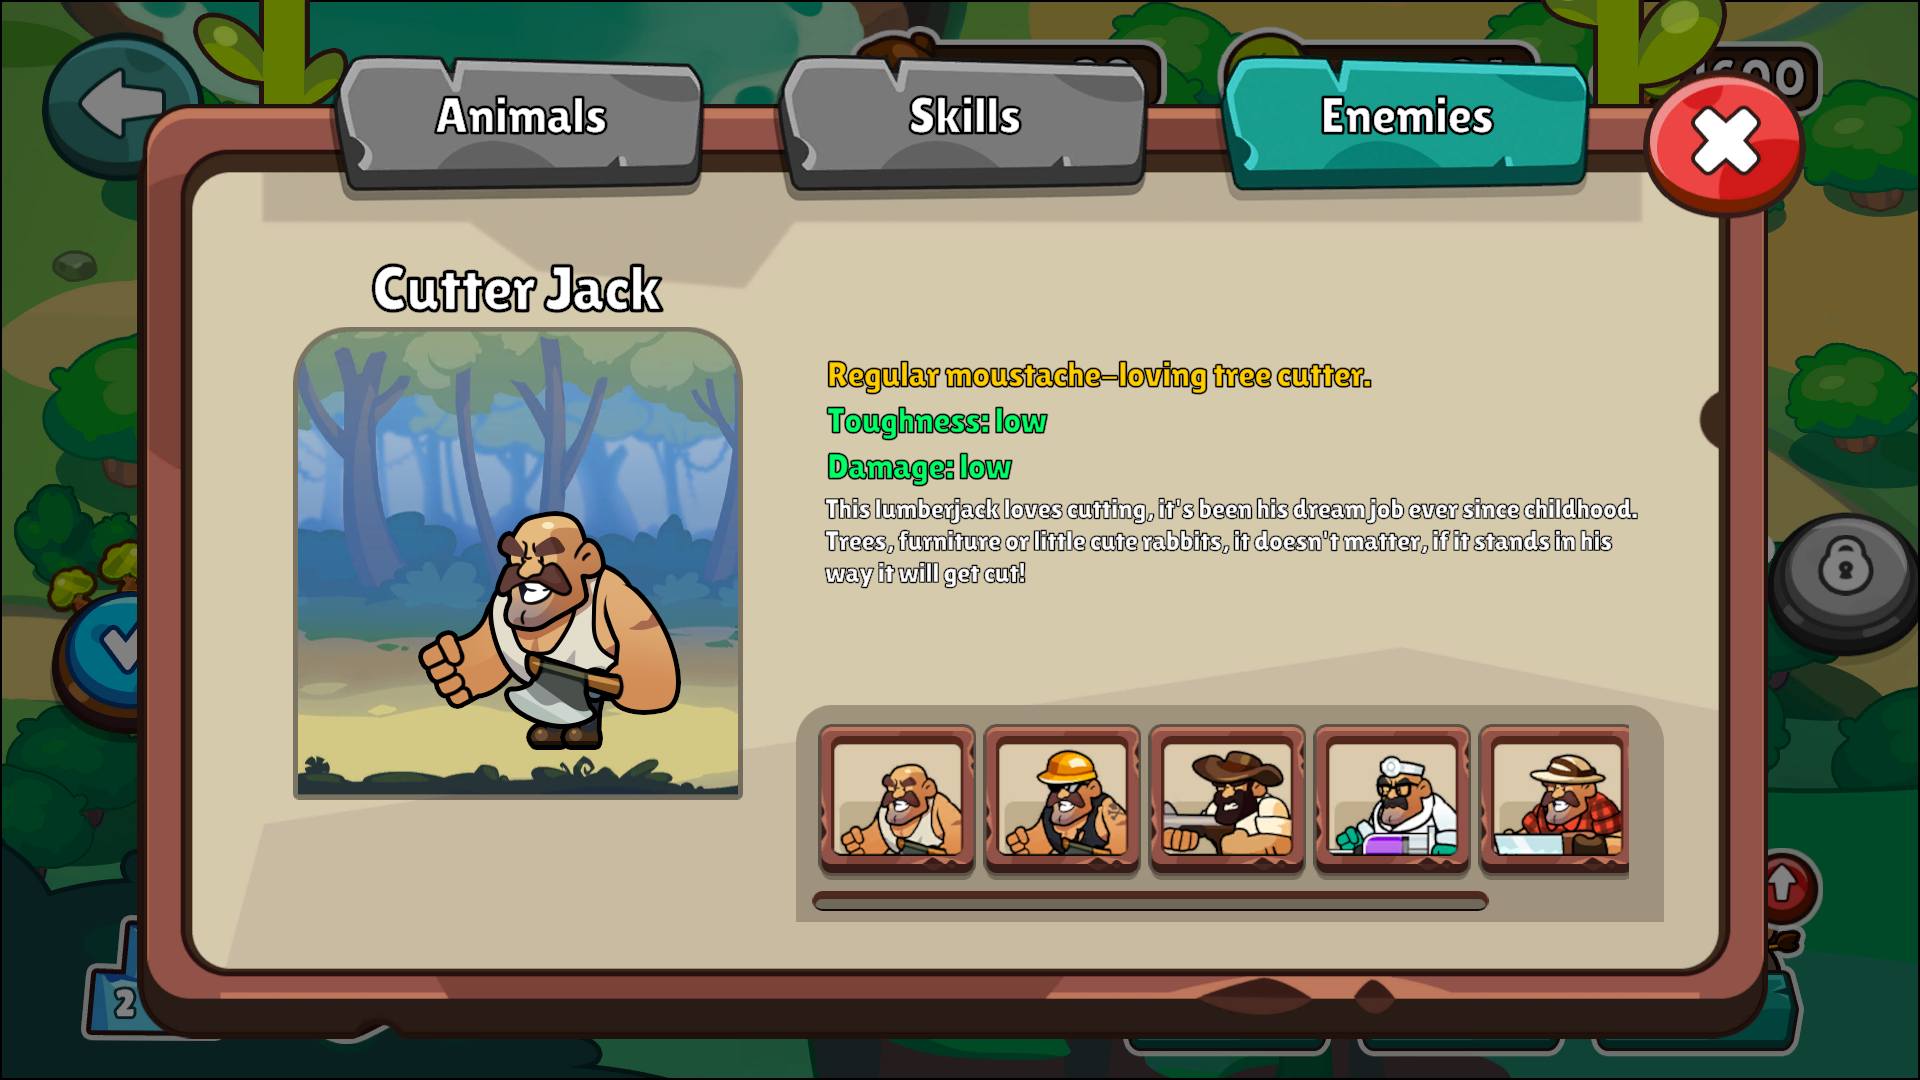 Animals
Skills
Enemies
Cutter Jack
Regular moustache-loving tree cutter.
Toughness: low
Damage: low
This lumberjack loves cutting, it's been his dream job ever since childhood.
Trees, furniture or little cute rabbits, it doesn't matter, if it stands in his
way it will get cut!
2